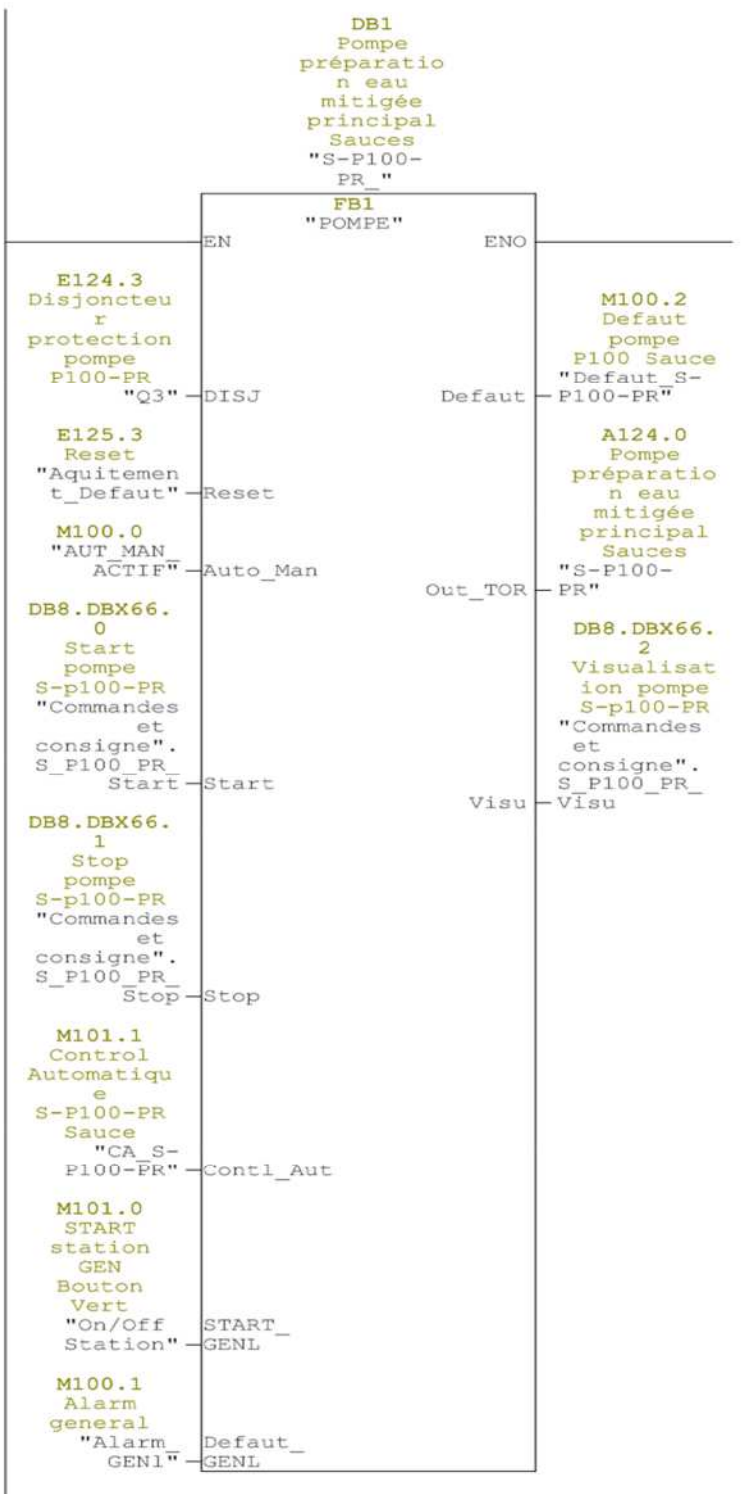 DB1
Pompe
préparatio
n eau
mitigée
principal
Sauces
"S-P100-
PR_"
FB1
"POMPE"
EN
ENO
E124.3
Disjoncteu
r
protection
pompe
P100-PR
"Q3"
DISJ
M100.2
Defaut
pompe
P100 Sauce
"Defaut_S-
P100-PR"
Defaut
E125.3
Reset
"Aquitemen
t_Defaut"
Reset
A124.0
Pompe
préparatio
n eau
mitigée
principal
Sauces
"S-P100-
PR"
Out_TOR
M100.0
"AUT_MAN_
ACTIF"
Auto_Man
DB8.DBX66.
0
Start
pompe
S-p100-PR
"Commandes
et
consigne".
S_P100_PR_
Start
Start
DB8.DBX66.
2
Visualisat
ion pompe
S-p100-PR
"Commandes
et
consigne".
S_P100_PR_
Visu
Visu
DB8.DBX66.
1
Stop
pompe
S-p100-PR
"Commandes
et
consigne".
S_P100_PR_
Stop
Stop
M101.1
Control
Automatiqu
e
S-P100-PR
Sauce
"CA_S-
P100-PR"
Contl_Aut
M101.0
START
station
GEN
Bouton
Vert
"On/Off
Station"
START_
GENL
M100.1
Alarm
general
"Alarm_
GENl"
Defaut_
GENL